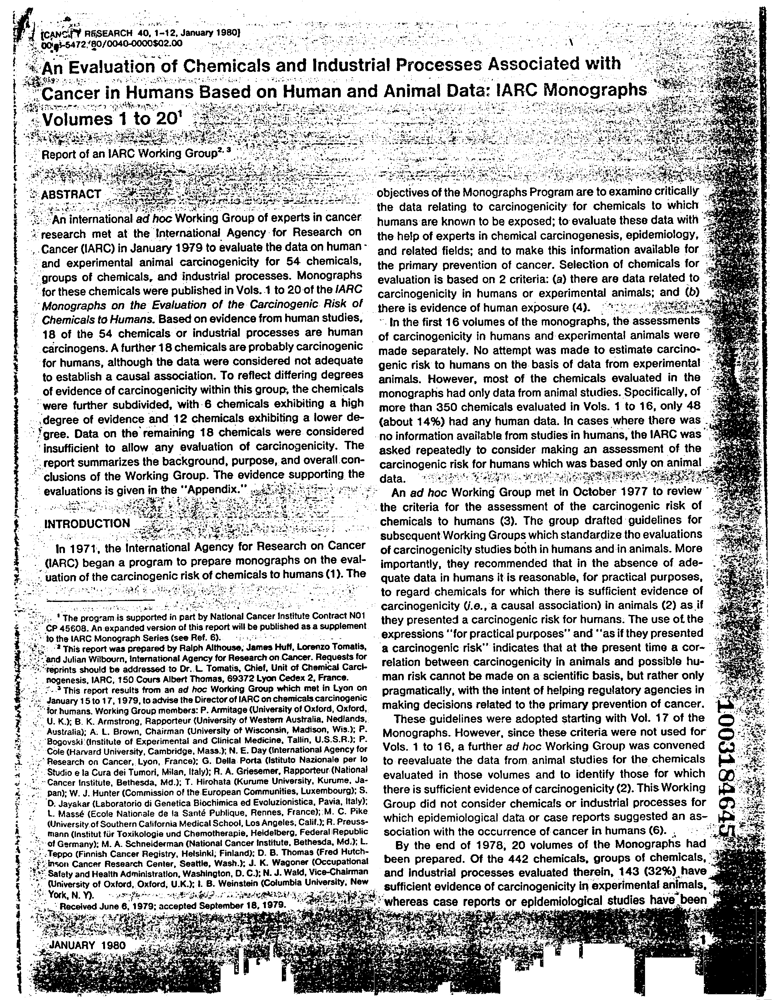 [CANCER RESEARCH 40, 1-12, January 1980]
0008-5472/80/0040-0000$02.00
An Evaluation of Chemicals and Industrial Processes Associated with
Cancer in Humans Based on Human and Animal Data: IARC Monographs
Volumes 1 to 20¹
Report of an IARC Working Group², ³
ABSTRACT
An international ad hoc Working Group of experts in cancer
research met at the International Agency for Research on
Cancer (IARC) in January 1979 to evaluate the data on human
and experimental animal carcinogenicity for 54 chemicals,
groups of chemicals, and industrial processes. Monographs
for these chemicals were published in Vols. 1 to 20 of the IARC
Monographs on the Evaluation of the Carcinogenic Risk of
Chemicals to Humans. Based on evidence from human studies,
18 of the 54 chemicals or industrial processes are human
carcinogens. A further 18 chemicals are probably carcinogenic
for humans, although the data were considered not adequate
to establish a causal association. To reflect differing degrees
of evidence of carcinogenicity within this group, the chemicals
were further subdivided, with 6 chemicals exhibiting a high
degree of evidence and 12 chemicals exhibiting a lower de-
gree. Data on the remaining 18 chemicals were considered
insufficient to allow any evaluation of carcinogenicity. The
report summarizes the background, purpose, and overall con-
clusions of the Working Group. The evidence supporting the
evaluations is given in the "Appendix."
INTRODUCTION
In 1971, the International Agency for Research on Cancer
(IARC) began a program to prepare monographs on the eval-
uation of the carcinogenic risk of chemicals to humans (1). The
¹ The program is supported in part by National Cancer Institute Contract N01
CP 45608. An expanded version of this report will be published as a supplement
to the IARC Monograph Series (see Ref. 6).
² This report was prepared by Ralph Althouse, James Huff, Lorenzo Tomatis,
and Julian Wilbourn, International Agency for Research on Cancer. Requests for
reprints should be addressed to Dr. L. Tomatis, Chief, Unit of Chemical Carci-
nogenesis, IARC, 150 Cours Albert Thomas, 69372 Lyon Cedex 2, France.
³ This report results from an ad hoc Working Group which met in Lyon on
January 15 to 17, 1979, to advise the Director of IARC on chemicals carcinogenic
for humans. Working Group members: P. Armitage (University of Oxford, Oxford,
U. K.); B. K. Armstrong, Rapporteur (University of Western Australia, Nedlands,
Australia); A. L. Brown, Chairman (University of Wisconsin, Madison, Wis.); P.
Bogovski (Institute of Experimental and Clinical Medicine, Tallin, U.S.S.R.); P.
Cole (Harvard University, Cambridge, Mass.); N. E. Day (International Agency for
Research on Cancer, Lyon, France); G. Della Porta (Istituto Nazionale per lo
Studio e la Cura dei Tumori, Milan, Italy); R. A. Griesemer, Rapporteur (National
Cancer Institute, Bethesda, Md.); T. Hirohata (Kurume University, Kurume, Ja-
pan); W. J. Hunter (Commission of the European Communities, Luxembourg); S.
D. Jayakar (Laboratorio di Genetica Biochimica ed Evoluzionistica, Pavia, Italy);
L. Massé (Ecole Nationale de la Santé Publique, Rennes, France); M. C. Pike
(University of Southern California Medical School, Los Angeles, Calif.); R. Preuss-
mann (Institut für Toxikologie und Chemotherapie, Heidelberg, Federal Republic
of Germany); M. A. Schneiderman (National Cancer Institute, Bethesda, Md.); L.
Teppo (Finnish Cancer Registry, Helsinki, Finland); D. B. Thomas (Fred Hutch-
inson Cancer Research Center, Seattle, Wash.); J. K. Wagoner (Occupational
Safety and Health Administration, Washington, D. C.); N. J. Wald, Vice-Chairman
(University of Oxford, Oxford, U.K.); I. B. Weinstein (Columbia University, New
York, N. Y).
Received June 6, 1979; accepted September 18, 1979.
JANUARY 1980
objectives of the Monographs Program are to examine critically
the data relating to carcinogenicity for chemicals to which
humans are known to be exposed; to evaluate these data with
the help of experts in chemical carcinogenesis, epidemiology,
and related fields; and to make this information available for
the primary prevention of cancer. Selection of chemicals for
evaluation is based on 2 criteria: (a) there are data related to
carcinogenicity in humans or experimental animals; and (b)
there is evidence of human exposure (4).
In the first 16 volumes of the monographs, the assessments
of carcinogenicity in humans and experimental animals were
made separately. No attempt was made to estimate carcino-
genic risk to humans on the basis of data from experimental
animals. However, most of the chemicals evaluated in the
monographs had only data from animal studies. Specifically, of
more than 350 chemicals evaluated in Vols. 1 to 16, only 48
(about 14%) had any human data. In cases where there was
no information available from studies in humans, the IARC was
asked repeatedly to consider making an assessment of the
carcinogenic risk for humans which was based only on animal
data.
An ad hoc Working Group met in October 1977 to review
the criteria for the assessment of the carcinogenic risk of
chemicals to humans (3). The group drafted guidelines for
subsequent Working Groups which standardize the evaluations
of carcinogenicity studies both in humans and in animals. More
importantly, they recommended that in the absence of ade-
quate data in humans it is reasonable, for practical purposes,
to regard chemicals for which there is sufficient evidence of
carcinogenicity (i.e., a causal association) in animals (2) as if
they presented a carcinogenic risk for humans. The use of the
expressions "for practical purposes" and "as if they presented
a carcinogenic risk" indicates that at the present time a cor-
relation between carcinogenicity in animals and possible hu-
man risk cannot be made on a scientific basis, but rather only
pragmatically, with the intent of helping regulatory agencies in
making decisions related to the primary prevention of cancer.
These guidelines were adopted starting with Vol. 17 of the
Monographs. However, since these criteria were not used for
Vols. 1 to 16, a further ad hoc Working Group was convened
to reevaluate the data from animal studies for the chemicals
evaluated in those volumes and to identify those for which
there is sufficient evidence of carcinogenicity (2). This Working
Group did not consider chemicals or industrial processes for
which epidemiological data or case reports suggested an as-
sociation with the occurrence of cancer in humans (6).
By the end of 1978, 20 volumes of the Monographs had
been prepared. Of the 442 chemicals, groups of chemicals,
and industrial processes evaluated therein, 143 (32%) have
sufficient evidence of carcinogenicity in experimental animals,
whereas case reports or epidemiological studies have been
1
1003184645